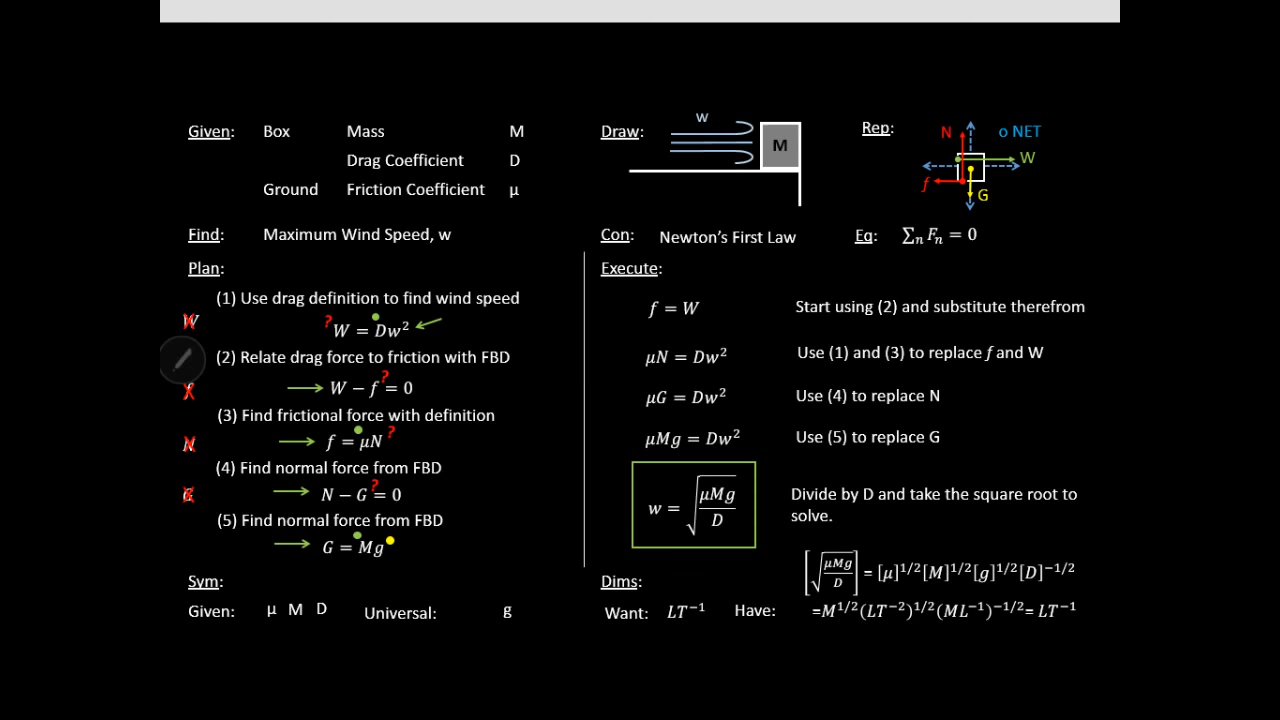 Given: Box Mass M
Drag Coefficient D
Ground Friction Coefficient μ
Find: Maximum Wind Speed, w
Plan:
(1) Use drag definition to find wind speed
W ? W = Dw²
(2) Relate drag force to friction with FBD
f W − f ? = 0
(3) Find frictional force with definition
N f = μN ?
(4) Find normal force from FBD
N − G ? = 0
(5) Find normal force from FBD
G = Mg
Sym:
Given: μ M D Universal: g
Draw: w
M
Rep: N o NET
W
f
G
Con: Newton's First Law Eq: ∑ₙ Fₙ = 0
Execute:
f = W Start using (2) and substitute therefrom
μN = Dw² Use (1) and (3) to replace f and W
μG = Dw² Use (4) to replace N
μMg = Dw² Use (5) to replace G
w = √(μMg/D) Divide by D and take the square root to
solve.
Dims: [√(μMg/D)] = [μ]^1/2[M]^1/2[g]^1/2[D]^−1/2
Want: LT⁻¹ Have: =M^1/2(LT⁻²)^1/2(ML⁻¹)^−1/2= LT⁻¹